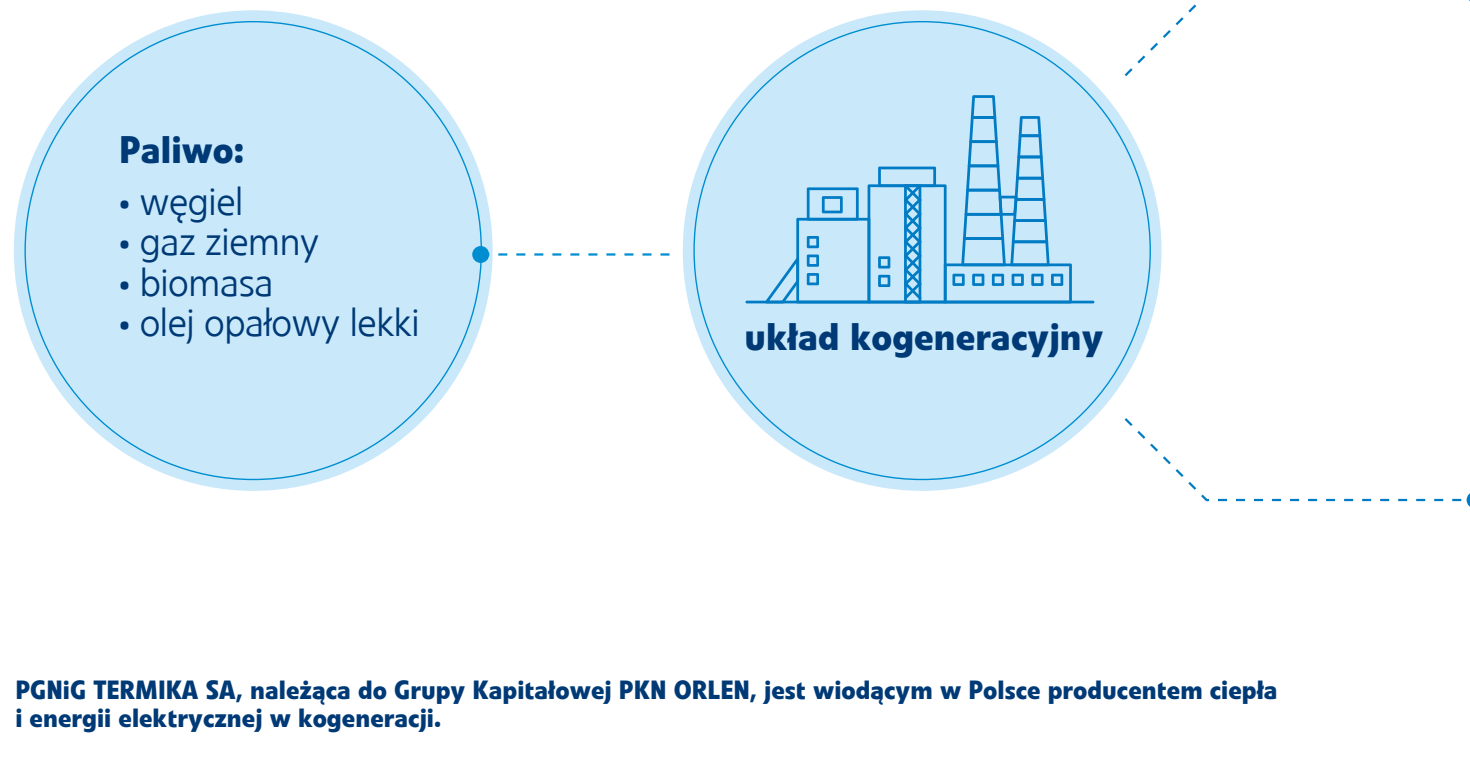 Paliwo:
• węgiel
• gaz ziemny
• biomasa
• olej opałowy lekki
układ kogeneracyjny
PGNiG TERMIKA SA, należąca do Grupy Kapitałowej PKN ORLEN, jest wiodącym w Polsce producentem ciepła
i energii elektrycznej w kogeneracji.